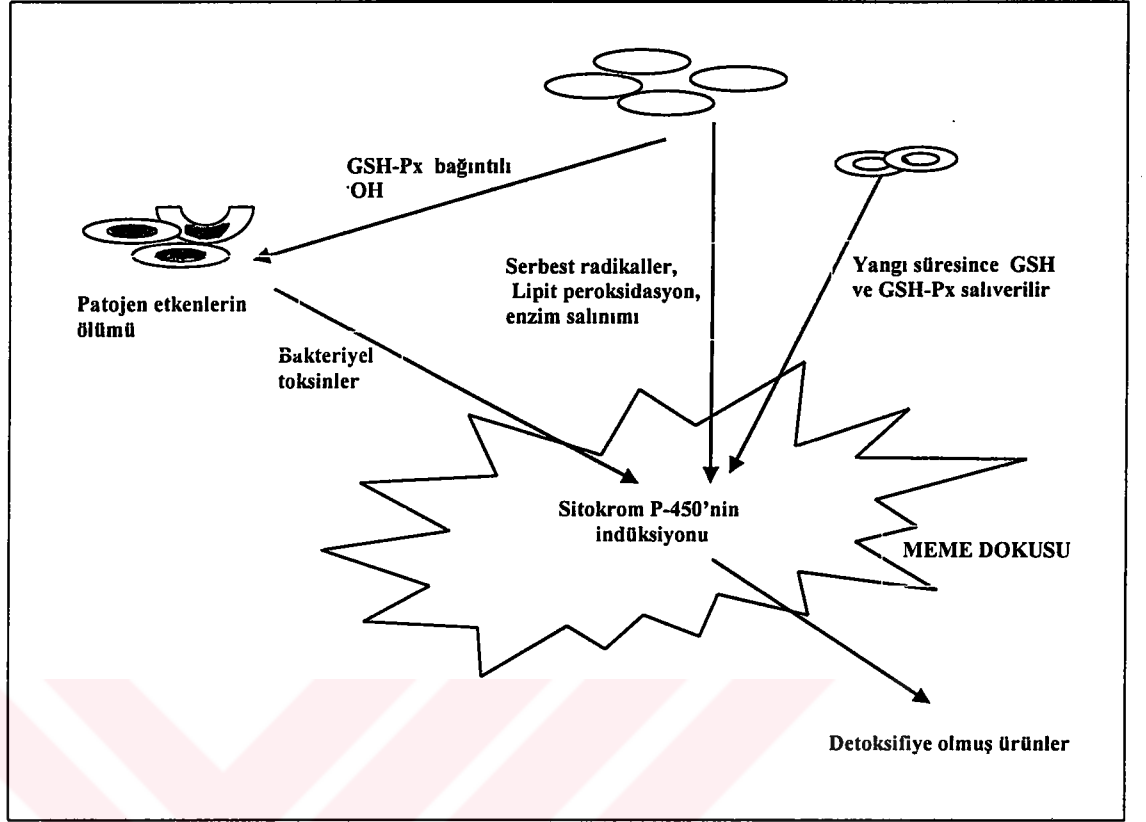 GSH-Px bağıntılı
·OH
Serbest radikaller,
Lipit peroksidasyon,
enzim salınımı
Yangı süresince GSH
ve GSH-Px salıverilir
Patojen etkenlerin
ölümü
Bakteriyel
toksinler
Sitokrom P-450'nin
indüksiyonu
MEME DOKUSU
Detoksifiye olmuş ürünler